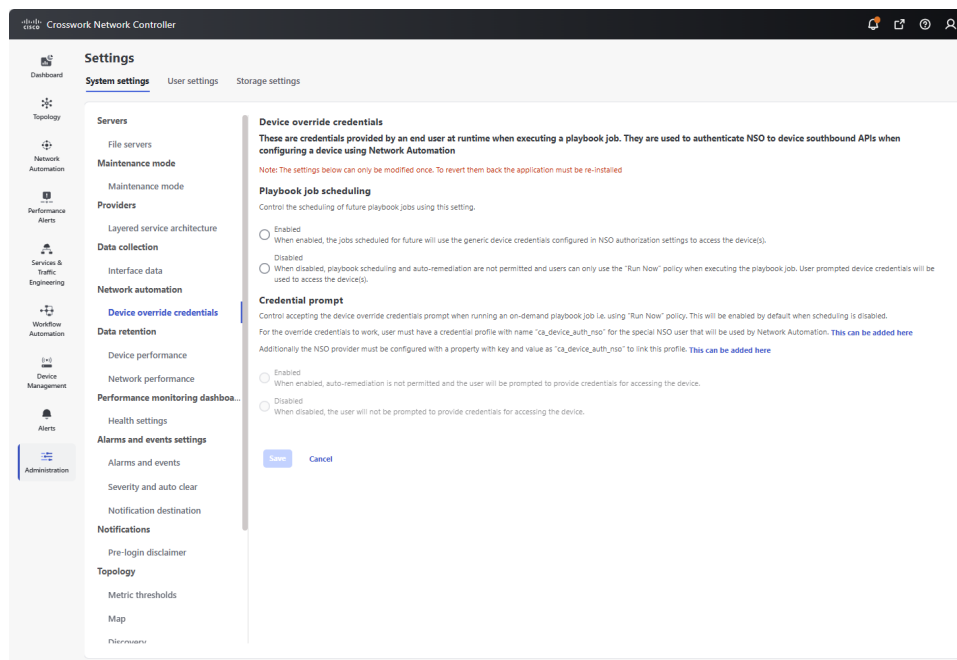 cisco Crosswork Network Controller
Dashboard
Topology
Network
Automation
Performance
Alerts
Services &
Traffic
Engineering
Workflow
Automation
Device
Management
Alerts
Administration
Settings
System settings User settings Storage settings
Servers
File servers
Maintenance mode
Maintenance mode
Providers
Layered service architecture
Data collection
Interface data
Network automation
Device override credentials
Data retention
Device performance
Network performance
Performance monitoring dashboa...
Health settings
Alarms and events settings
Alarms and events
Severity and auto clear
Notification destination
Notifications
Pre-login disclaimer
Topology
Metric thresholds
Map
Discovery
Device override credentials
These are credentials provided by an end user at runtime when executing a playbook job. They are used to authenticate NSO to device southbound APIs when
configuring a device using Network Automation
Note: The settings below can only be modified once. To revert them back the application must be re-installed
Playbook job scheduling
Control the scheduling of future playbook jobs using this setting.
Enabled
When enabled, the jobs scheduled for future will use the generic device credentials configured in NSO authorization settings to access the device(s).
Disabled
When disabled, playbook scheduling and auto-remediation are not permitted and users can only use the "Run Now" policy when executing the playbook job. User prompted device credentials will be
used to access the device(s).
Credential prompt
Control accepting the device override credentials prompt when running an on-demand playbook job i.e. using "Run Now" policy. This will be enabled by default when scheduling is disabled.
For the override credentials to work, user must have a credential profile with name "ca_device_auth_nso" for the special NSO user that will be used by Network Automation. This can be added here
Additionally the NSO provider must be configured with a property with key and value as "ca_device_auth_nso" to link this profile. This can be added here
Enabled
When enabled, auto-remediation is not permitted and the user will be prompted to provide credentials for accessing the device.
Disabled
When disabled, the user will not be prompted to provide credentials for accessing the device.
Save Cancel